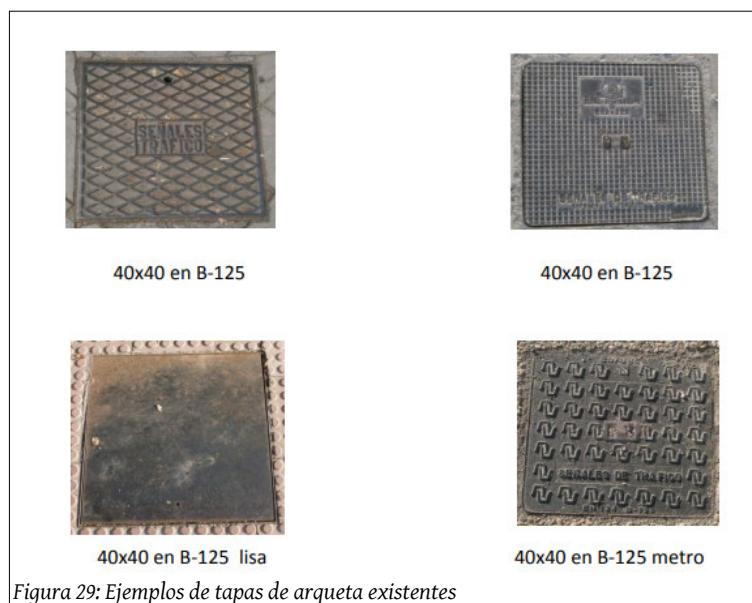 SEÑALES
TRAFICO
40x40 en B-125
40x40 en B-125
40x40 en B-125 lisa
SEÑALES DE TRAFICO
40x40 en B-125 metro
Figura 29: Ejemplos de tapas de arqueta existentes